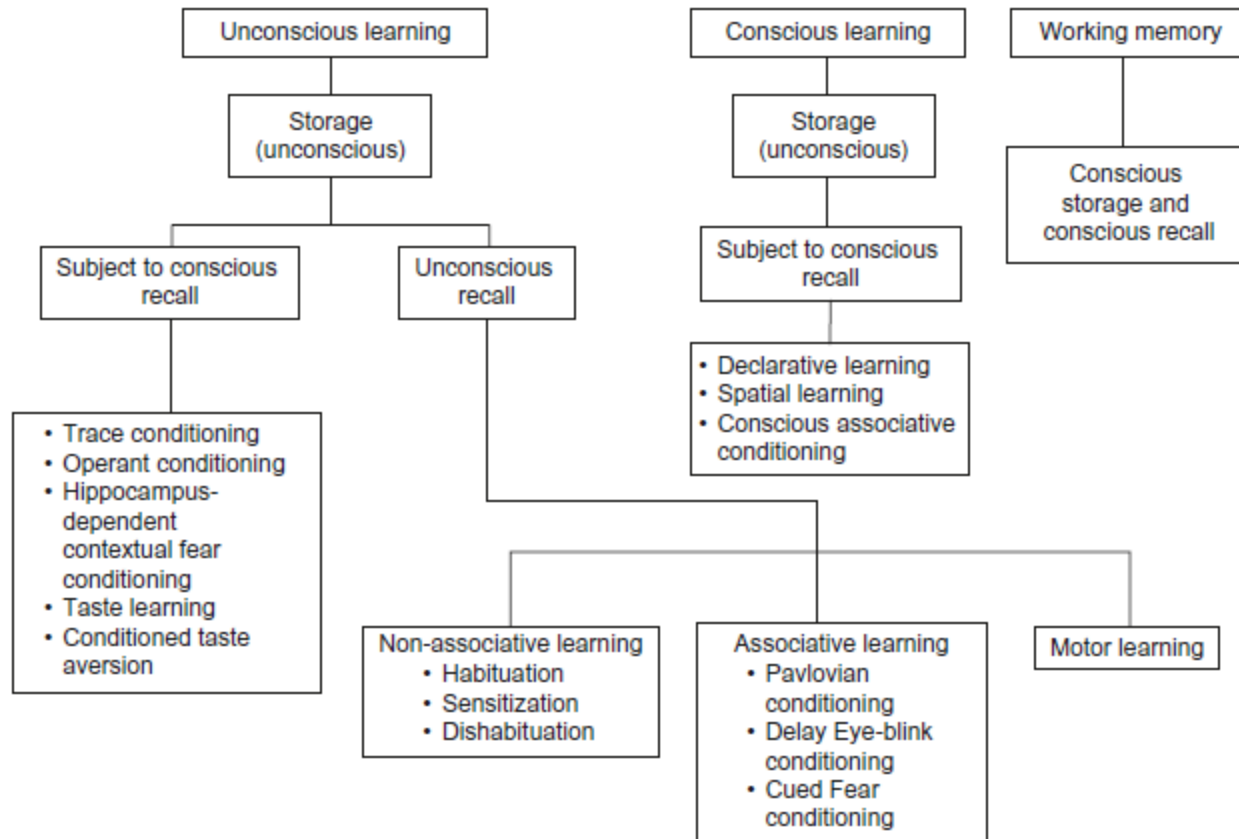 Unconscious learning
Conscious learning
Working memory
Storage
(unconscious)
Storage
(unconscious)
Conscious
storage and
conscious recall
Subject to conscious
recall
Unconscious
recall
Subject to conscious
recall
• Declarative learning
• Spatial learning
• Conscious associative
conditioning
• Trace conditioning
• Operant conditioning
• Hippocampus-
dependent
contextual fear
conditioning
• Taste learning
• Conditioned taste
aversion
Non-associative learning
• Habituation
• Sensitization
• Dishabituation
Associative learning
• Pavlovian
conditioning
• Delay Eye-blink
conditioning
• Cued Fear
conditioning
Motor learning